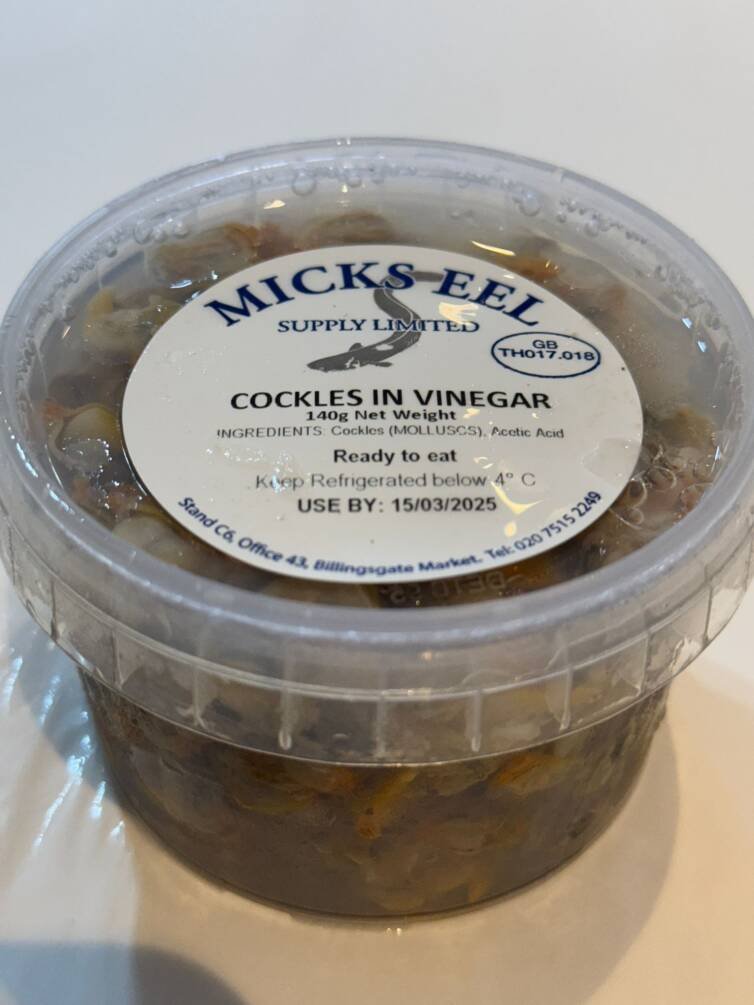 MICKS EEL
SUPPLY LIMITED
GB
TH017.018
COCKLES IN VINEGAR
140g Net Weight
INGREDIENTS: Cockles (MOLLUSCS), Acetic Acid
Ready to eat
Keep Refrigerated below 4° C
USE BY: 15/03/2025
Stand C6, Office 43, Billingsgate Market. Tel: 020 7515 2249